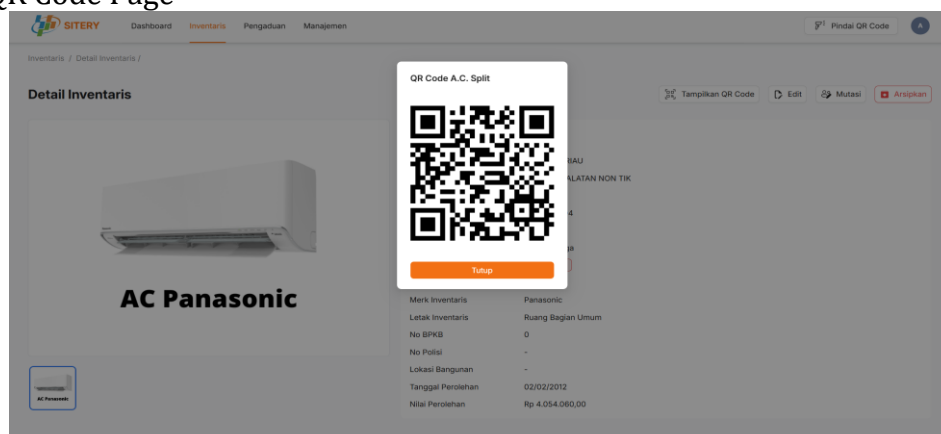 QR Code Page
SITERY Dashboard Inventaris Pengaduan Manajemen Pindai QR Code A
Inventaris / Detail Inventaris /
Detail Inventaris
Tampilkan QR Code Edit Mutasi Arsipkan
QR Code A.C. Split
IAU
ALATAN NON TIK
4
Tutup
AC Panasonic
Merk Inventaris Panasonic
Letak Inventaris Ruang Bagian Umum
No BPKB 0
No Polisi -
Lokasi Bangunan -
Tanggal Perolehan 02/02/2012
Nilai Perolehan Rp 4.054.060,00
AC Panasonic